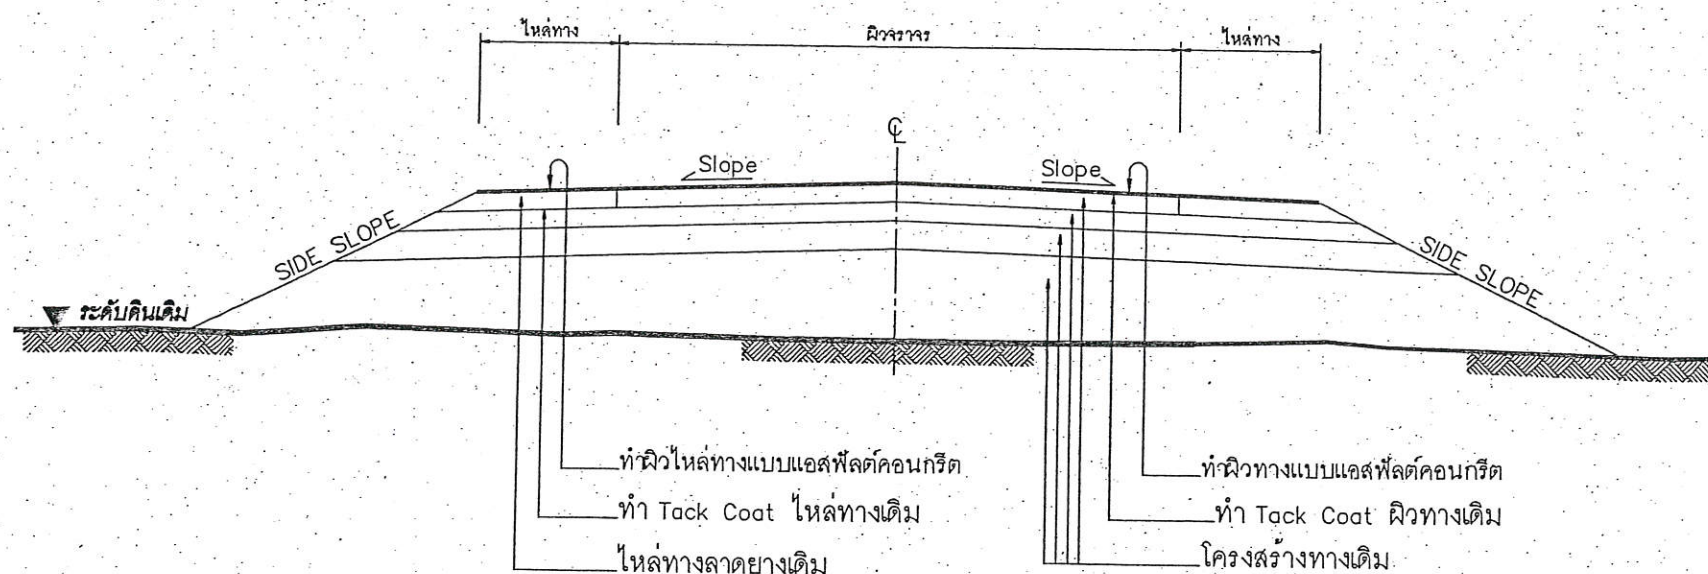 ไหล่ทาง ผิวจราจร ไหล่ทาง
℄
Slope Slope
SIDE SLOPE SIDE SLOPE
ระดับดินเดิม
ทำผิวไหล่ทางแบบแอสฟัลต์คอนกรีต
ทำ Tack Coat ไหล่ทางเดิม
ไหล่ทางลาดยางเดิม
ทำผิวทางแบบแอสฟัลต์คอนกรีต
ทำ Tack Coat ผิวทางเดิม
โครงสร้างทางเดิม